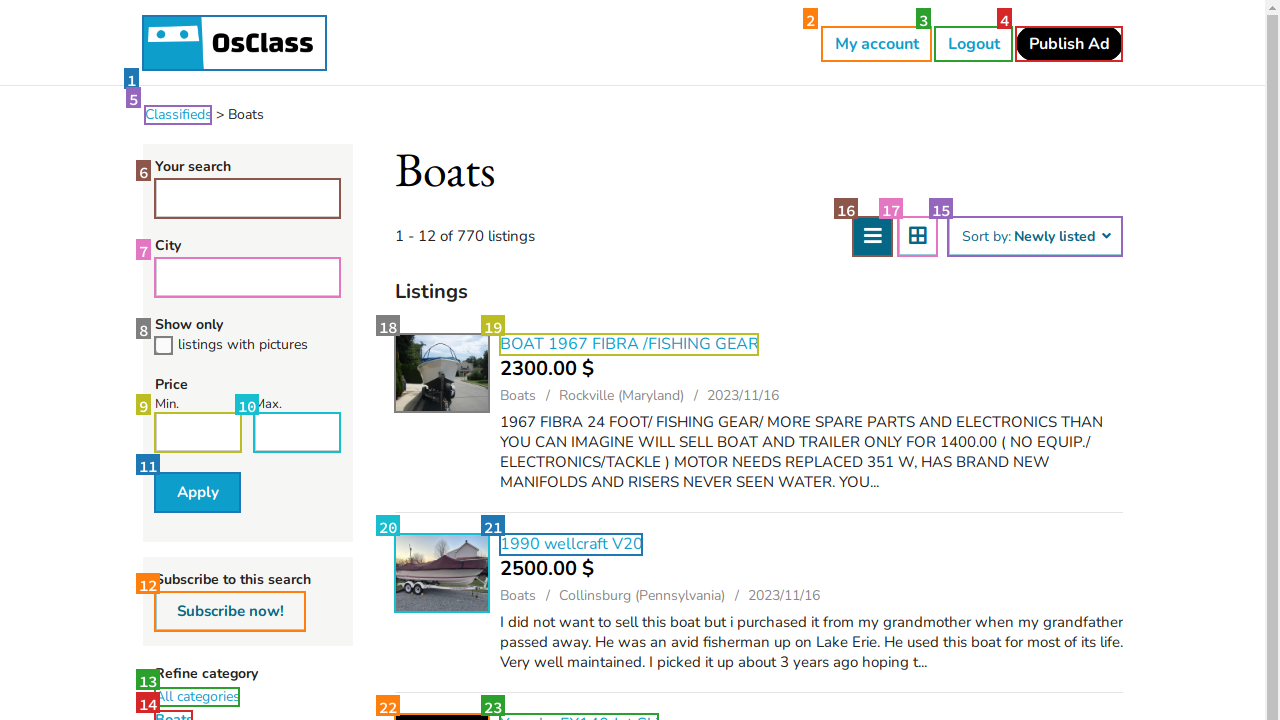 OsClass
2
3
4
My account
Logout
Publish Ad
1
5
Classifieds > Boats
6
Your search
7
City
8
Show only
listings with pictures
Price
9
Min.
10
Max.
11
Apply
12
Subscribe to this search
Subscribe now!
13
Refine category
All categories
14
Boats
Boats
1 - 12 of 770 listings
16
17
15
Sort by: Newly listed
Listings
18
19
BOAT 1967 FIBRA /FISHING GEAR
2300.00 $
Boats / Rockville (Maryland) / 2023/11/16
1967 FIBRA 24 FOOT/ FISHING GEAR/ MORE SPARE PARTS AND ELECTRONICS THAN
YOU CAN IMAGINE WILL SELL BOAT AND TRAILER ONLY FOR 1400.00 ( NO EQUIP./
ELECTRONICS/TACKLE ) MOTOR NEEDS REPLACED 351 W, HAS BRAND NEW
MANIFOLDS AND RISERS NEVER SEEN WATER. YOU...
20
21
1990 wellcraft V20
2500.00 $
Boats / Collinsburg (Pennsylvania) / 2023/11/16
I did not want to sell this boat but i purchased it from my grandmother when my grandfather
passed away. He was an avid fisherman up on Lake Erie. He used this boat for most of its life.
Very well maintained. I picked it up about 3 years ago hoping t...
22
23